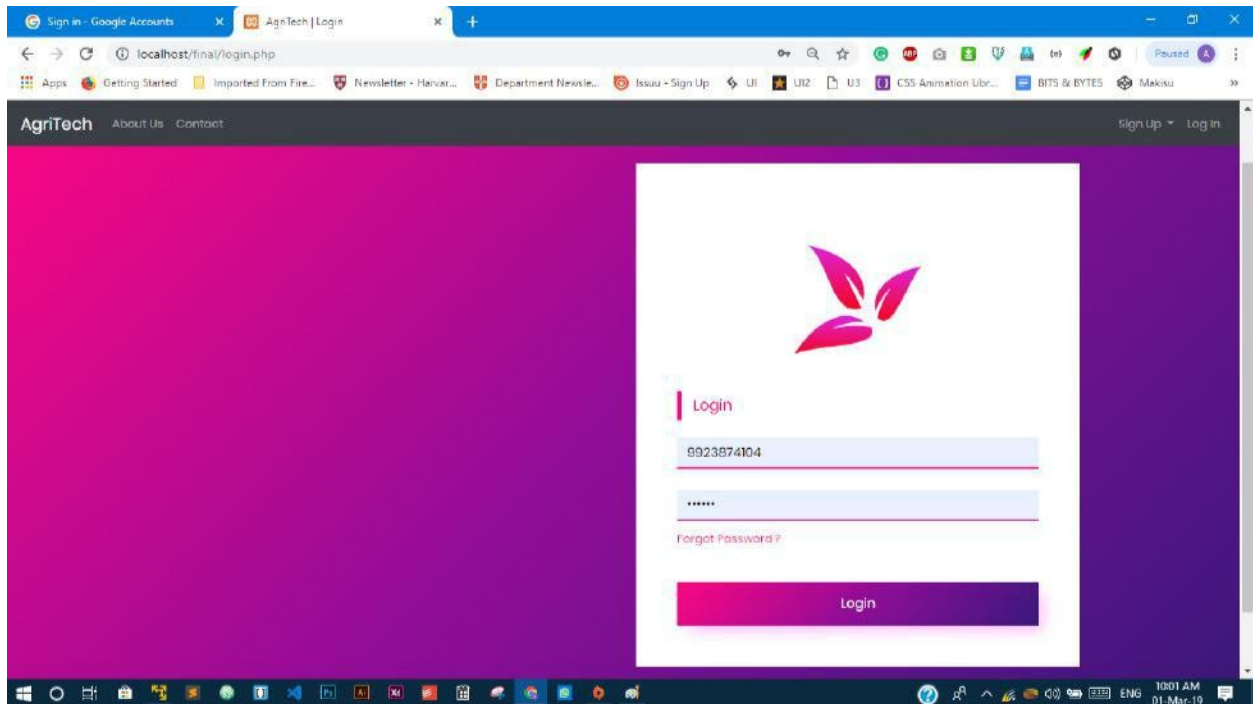 Sign in - Google Accounts
AgriTech | Login
localhost/final/login.php
Paused
A
Apps
Getting Started
Imported From Fire...
Newsletter - Harvar...
Department Newsle...
Issuu - Sign Up
UI
UI2
U3
CSS Animation Libr...
BITS & BYTES
Makisu
AgriTech About Us Contact
Sign Up Log In
Login
9923874104
••••••
Forgot Password ?
Login
ENG
10:01 AM
01-Mar-19